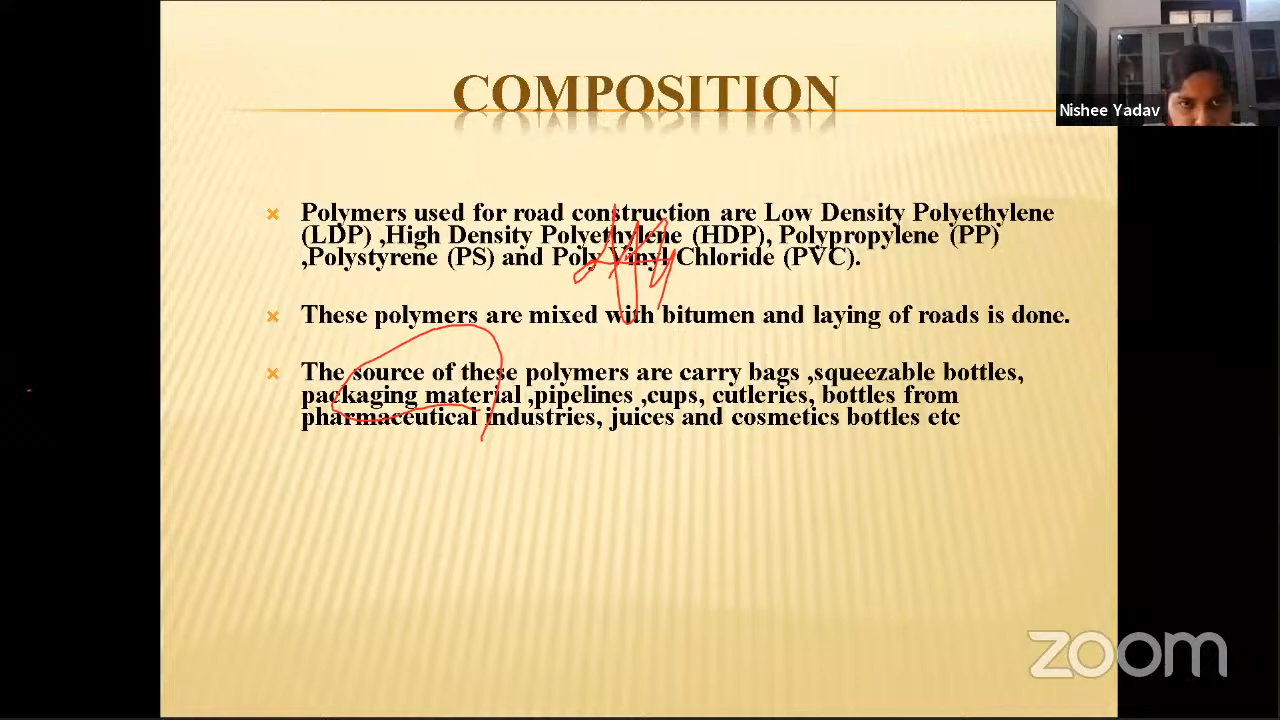 COMPOSITION
Nishee Yadav
Polymers used for road construction are Low Density Polyethylene
(LDP) ,High Density Polyethylene (HDP), Polypropylene (PP)
,Polystyrene (PS) and Poly Vinyl Chloride (PVC).
These polymers are mixed with bitumen and laying of roads is done.
The source of these polymers are carry bags ,squeezable bottles,
packaging material ,pipelines ,cups, cutleries, bottles from
pharmaceutical industries, juices and cosmetics bottles etc
zoom